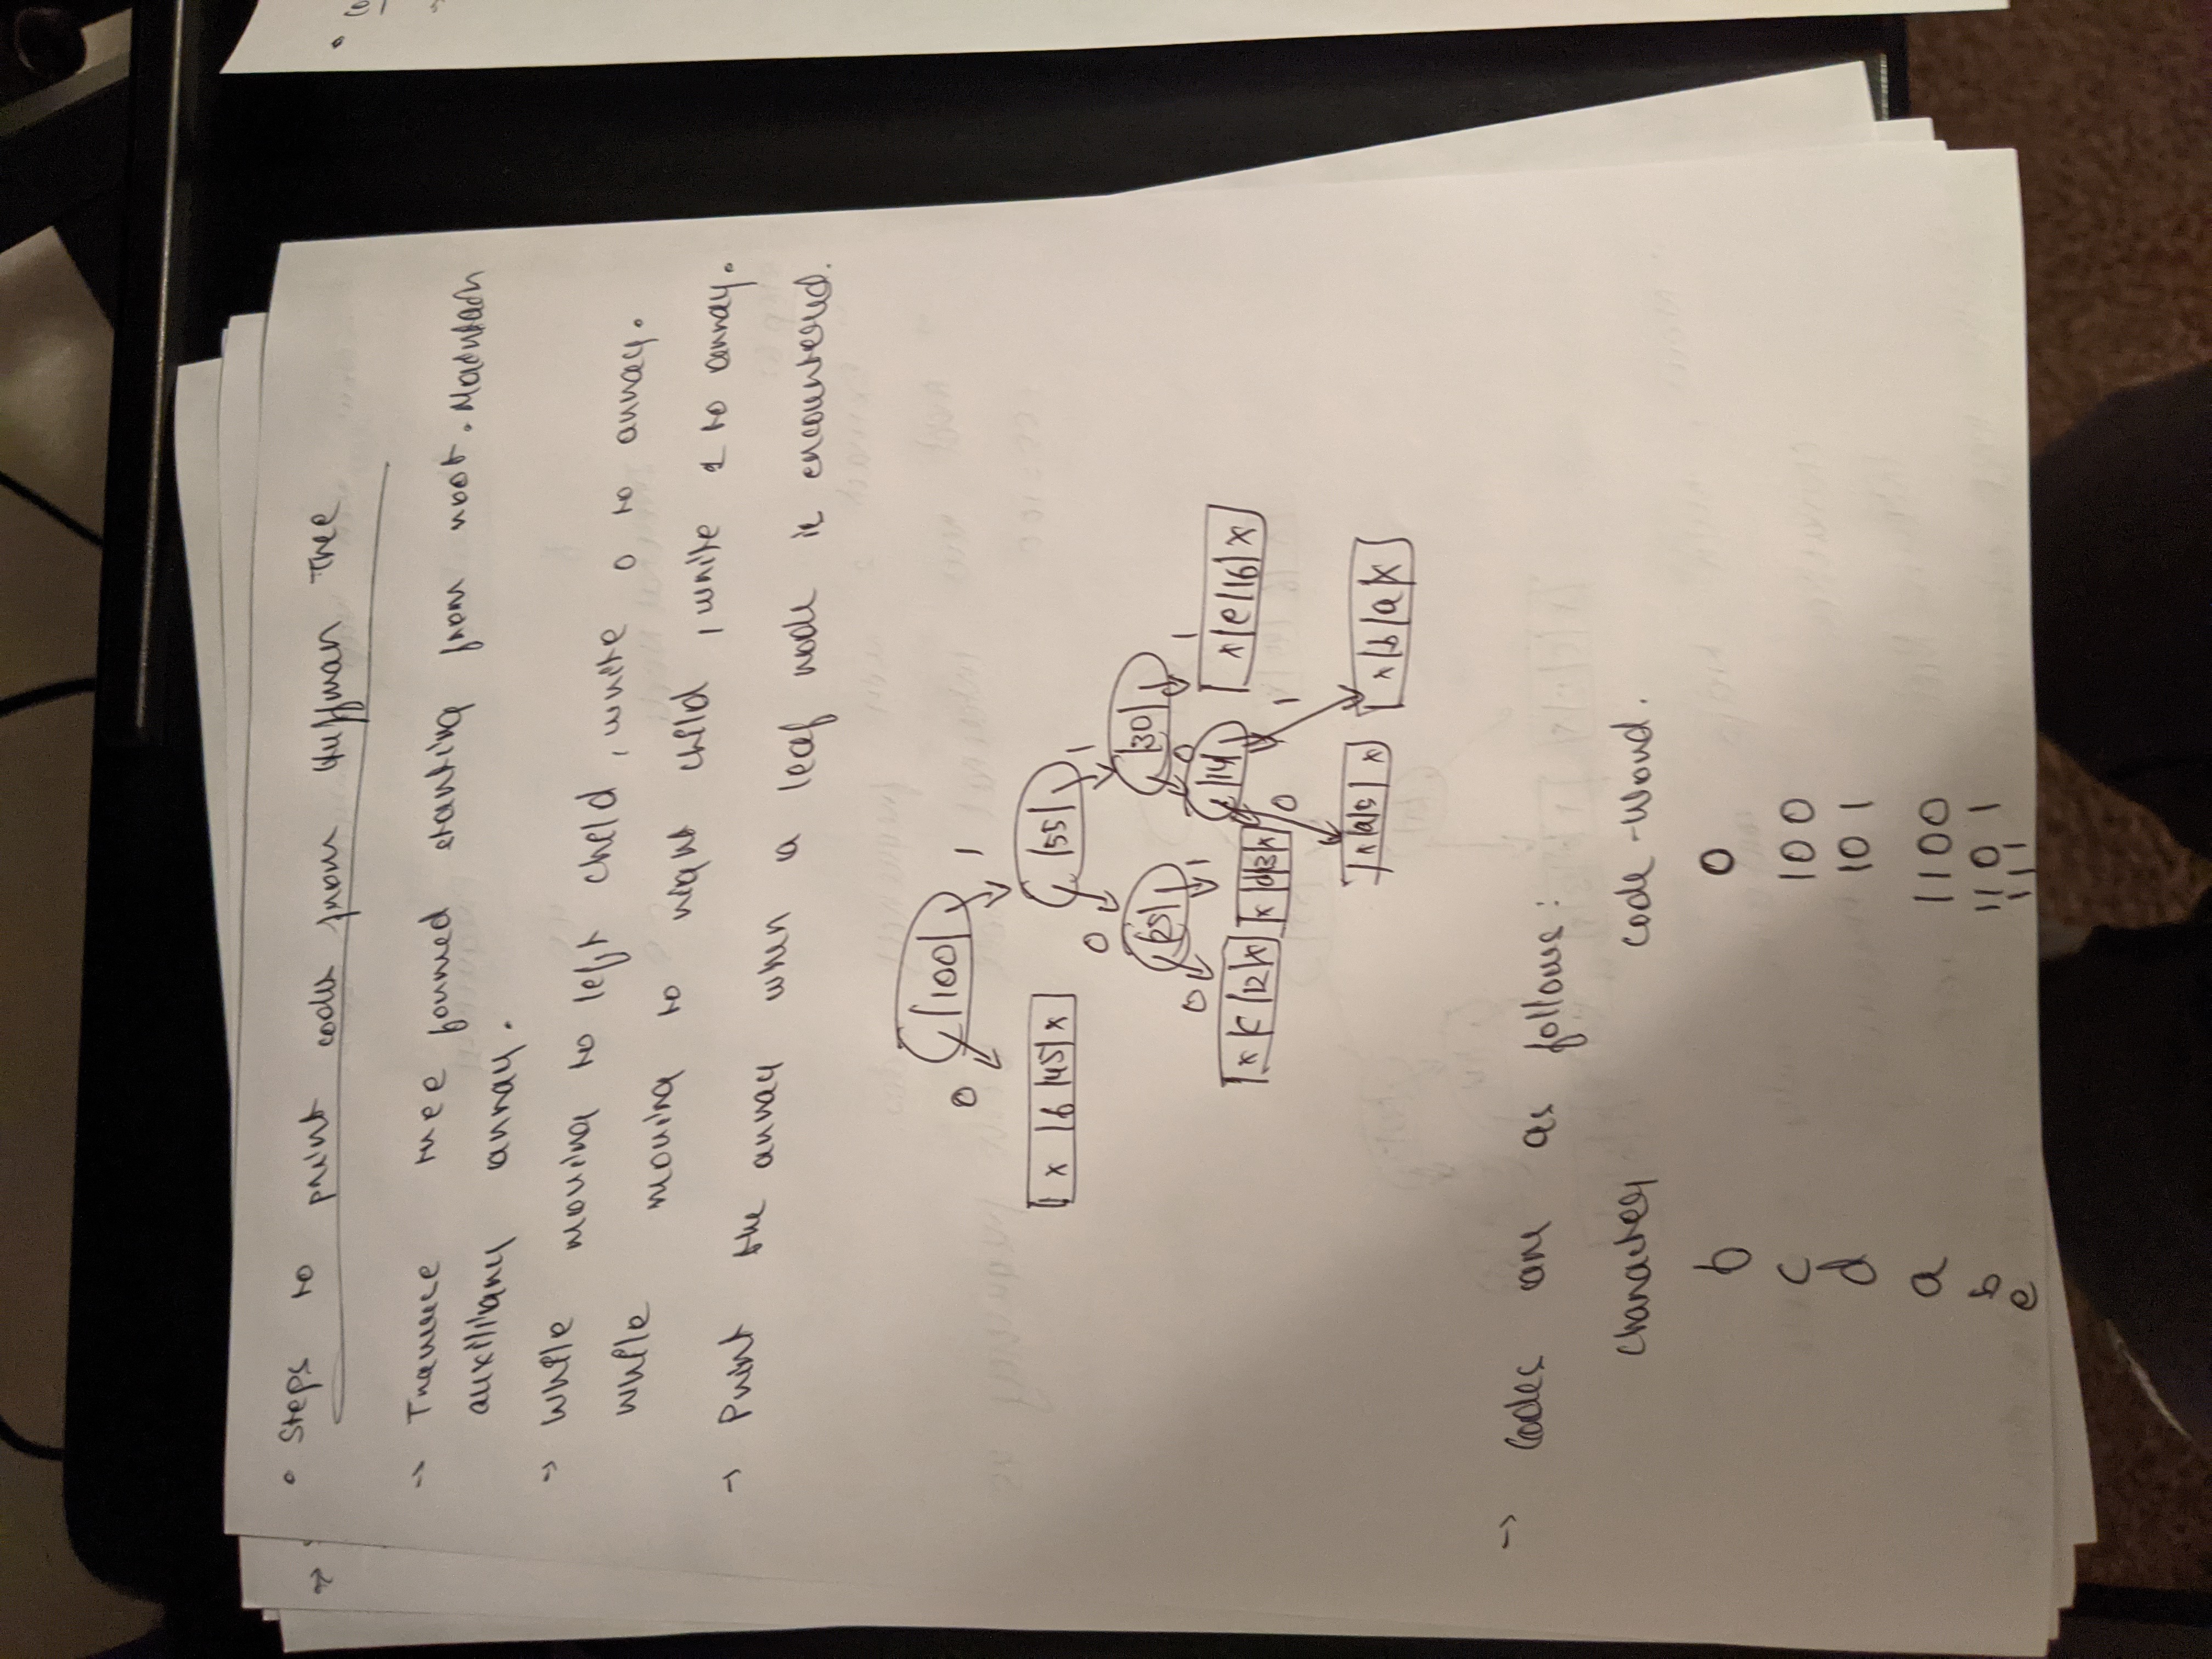 • Steps to print codes from Huffman Tree
→ Traverse tree formed starting from root. Maintain
auxiliary array.
→ While moving to left child, write 0 to array.
while moving to right child, write 1 to array.
→ Print the array when a leaf node is encountered.
100
0 1
x|6|45|x
55
0 1
25 30
0 1 0 1
x|c|12|x x|d|13|x 14 x|e|16|x
0 1
x|a|5|x x|b|a|x
→ Codes are as follows:
character code-word.
b 0
c 100
d 101
a 1100
b 1101
e 111